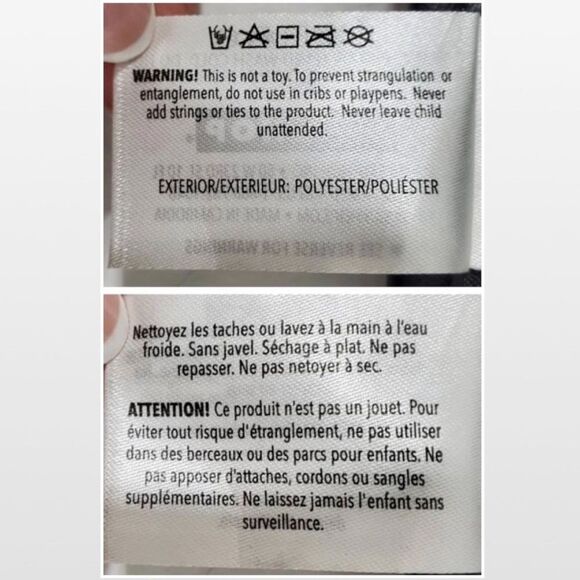 WARNING! This is not a toy. To prevent strangulation or
entanglement, do not use in cribs or playpens. Never
add strings or ties to the product. Never leave child
unattended.
EXTERIOR/EXTERIEUR: POLYESTER/POLIÉSTER
SEE REVERSE FOR WARNINGS
Nettoyez les taches ou lavez à la main à l'eau
froide. Sans javel. Séchage à plat. Ne pas
repasser. Ne pas netoyer à sec.
ATTENTION! Ce produit n'est pas un jouet. Pour
éviter tout risque d'étranglement, ne pas utiliser
dans des berceaux ou des parcs pour enfants. Ne
pas apposer d'attaches, cordons ou sangles
supplémentaires. Ne laissez jamais l'enfant sans
surveillance.